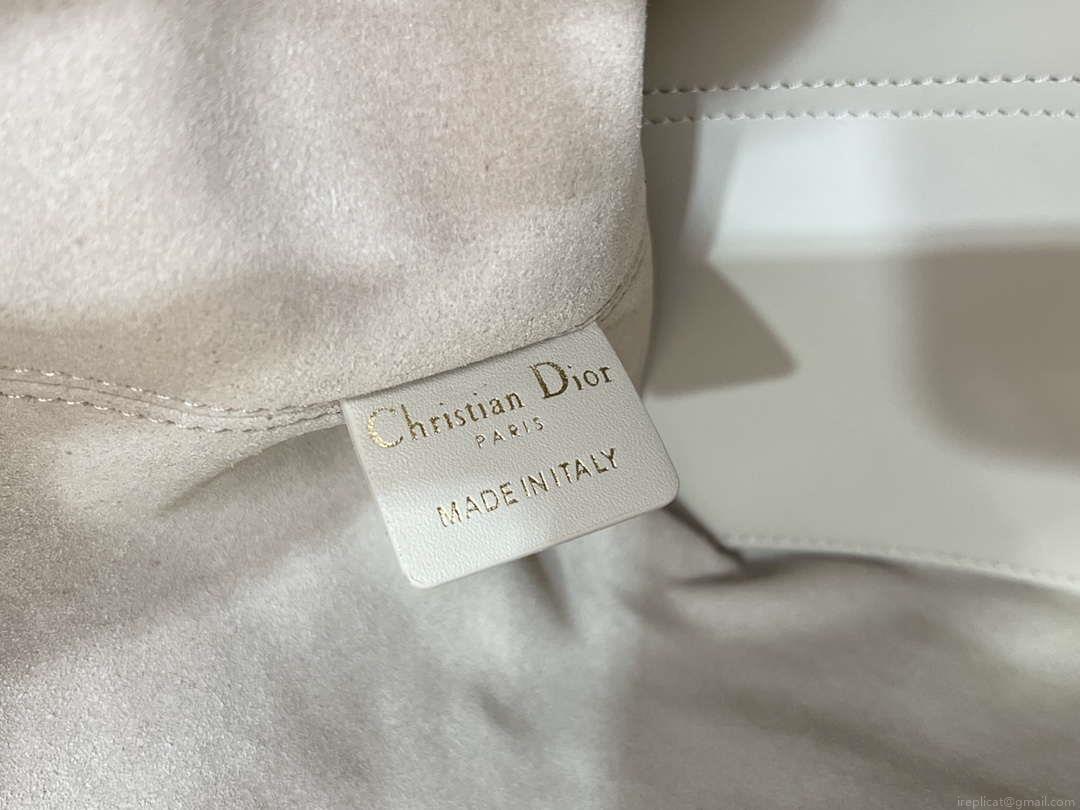 Christian Dior
PARIS
MADE IN ITALY
ireplicat@gmail.com